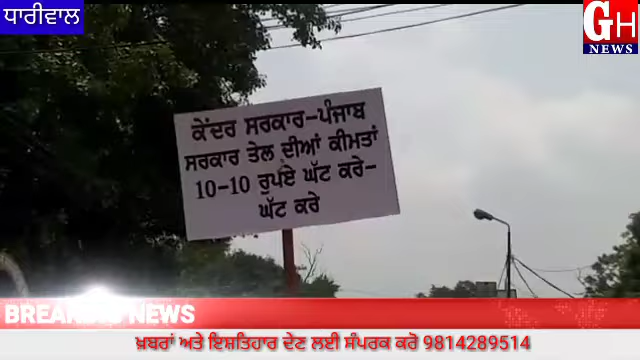 ਧਾਰੀਵਾਲ
GH
NEWS
ਕੇਂਦਰ ਸਰਕਾਰ-ਪੰਜਾਬ
ਸਰਕਾਰ ਤੇਲ ਦੀਆਂ ਕੀਮਤਾਂ
10-10 ਰੁਪਏ ਘੱਟ ਕਰੇ-
ਘੱਟ ਕਰੇ
BREAKING NEWS
ਖ਼ਬਰਾਂ ਅਤੇ ਇਸ਼ਤਿਹਾਰ ਦੇਣ ਲਈ ਸੰਪਰਕ ਕਰੋ 9814289514